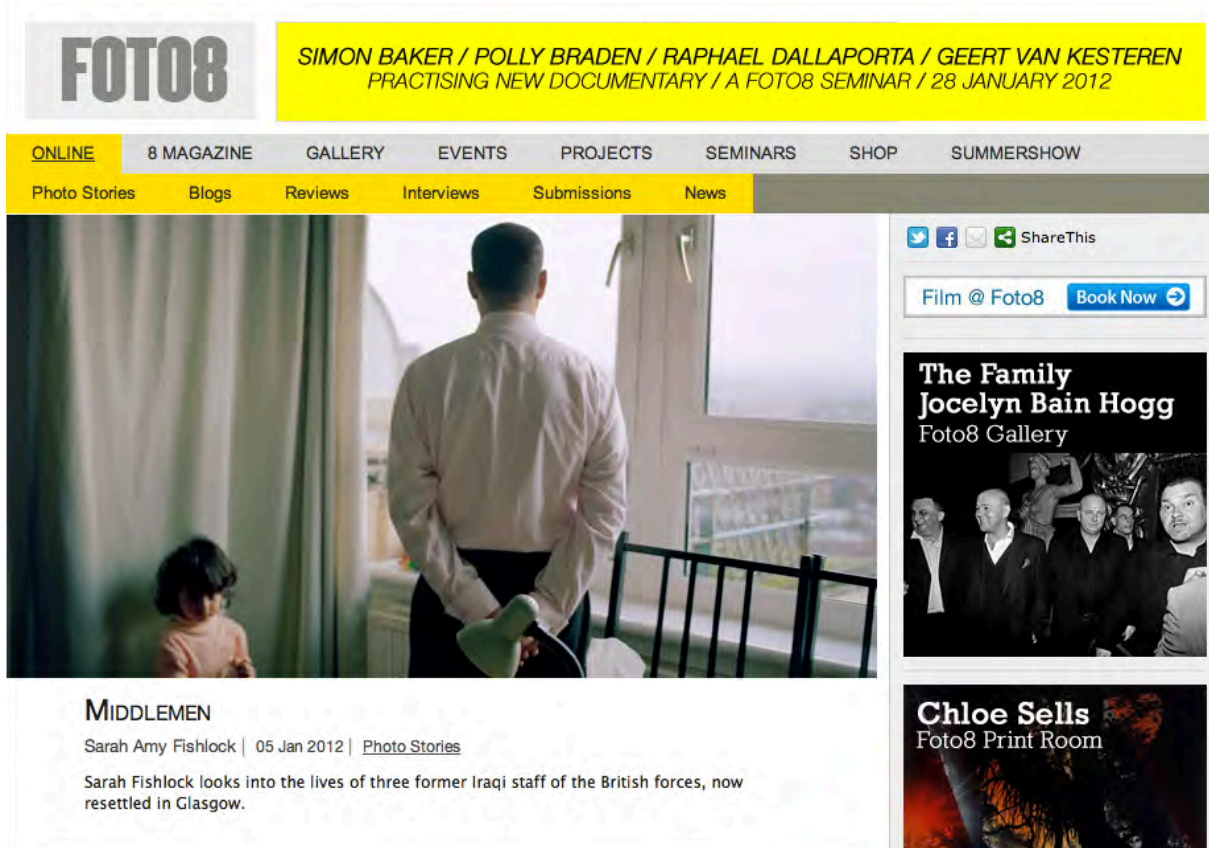 FOTO8
SIMON BAKER / POLLY BRADEN / RAPHAEL DALLAPORTA / GEERT VAN KESTEREN
PRACTISING NEW DOCUMENTARY / A FOTO8 SEMINAR / 28 JANUARY 2012
ONLINE 8 MAGAZINE GALLERY EVENTS PROJECTS SEMINARS SHOP SUMMERSHOW
Photo Stories Blogs Reviews Interviews Submissions News
ShareThis
Film @ Foto8 Book Now
The Family
Jocelyn Bain Hogg
Foto8 Gallery
Chloe Sells
Foto8 Print Room
MIDDLEMEN
Sarah Amy Fishlock | 05 Jan 2012 | Photo Stories
Sarah Fishlock looks into the lives of three former Iraqi staff of the British forces, now
resettled in Glasgow.